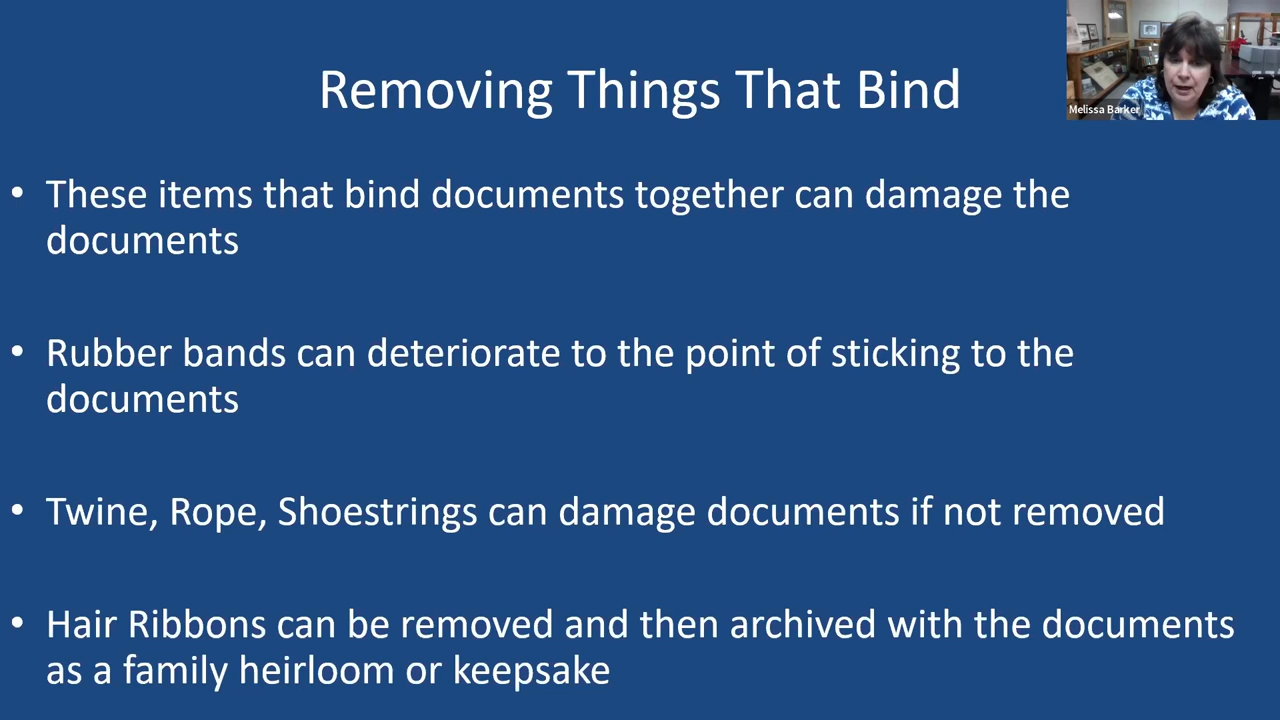 Removing Things That Bind
Melissa Barker
• These items that bind documents together can damage the
documents
• Rubber bands can deteriorate to the point of sticking to the
documents
• Twine, Rope, Shoestrings can damage documents if not removed
• Hair Ribbons can be removed and then archived with the documents
as a family heirloom or keepsake